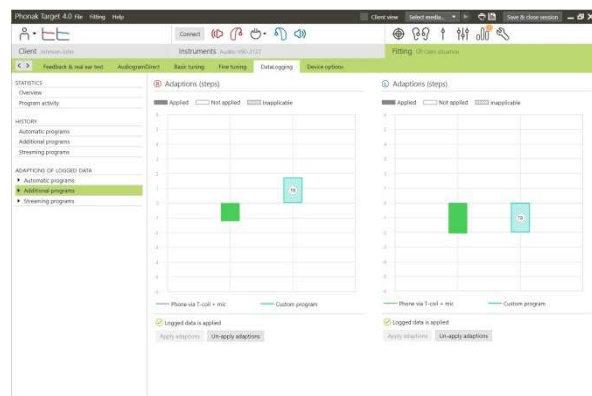 Phonak Target 4.0 File Fitting Help
Client view Select media... Save & close session
Connect
Client Instruments Fitting
Feedback & real ear test AudiogramDirect Basic tuning Fine tuning DataLogging Device options
STATISTICS
Overview
Program activity
HISTORY
Automatic programs
Additional programs
Streaming programs
ADAPTIONS OF LOGGED DATA
Automatic programs
Additional programs
Streaming programs
R Adaptions (steps)
Applied Not applied Inapplicable
Phone via T-coil + mic Custom program
Logged data is applied
Apply adaptions Un-apply adaptions
L Adaptions (steps)
Applied Not applied Inapplicable
Phone via T-coil + mic Custom program
Logged data is applied
Apply adaptions Un-apply adaptions